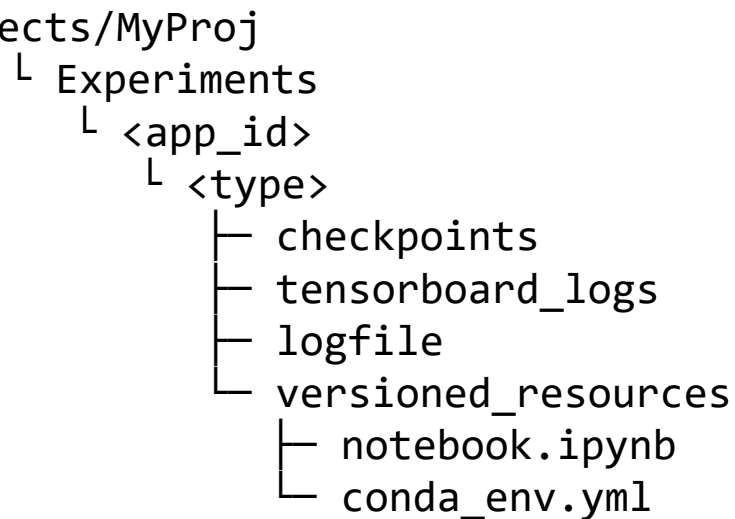 ects/MyProj
└ Experiments
└ <app_id>
└ <type>
├─ checkpoints
├─ tensorboard_logs
├─ logfile
└─ versioned_resources
├─ notebook.ipynb
└─ conda_env.yml